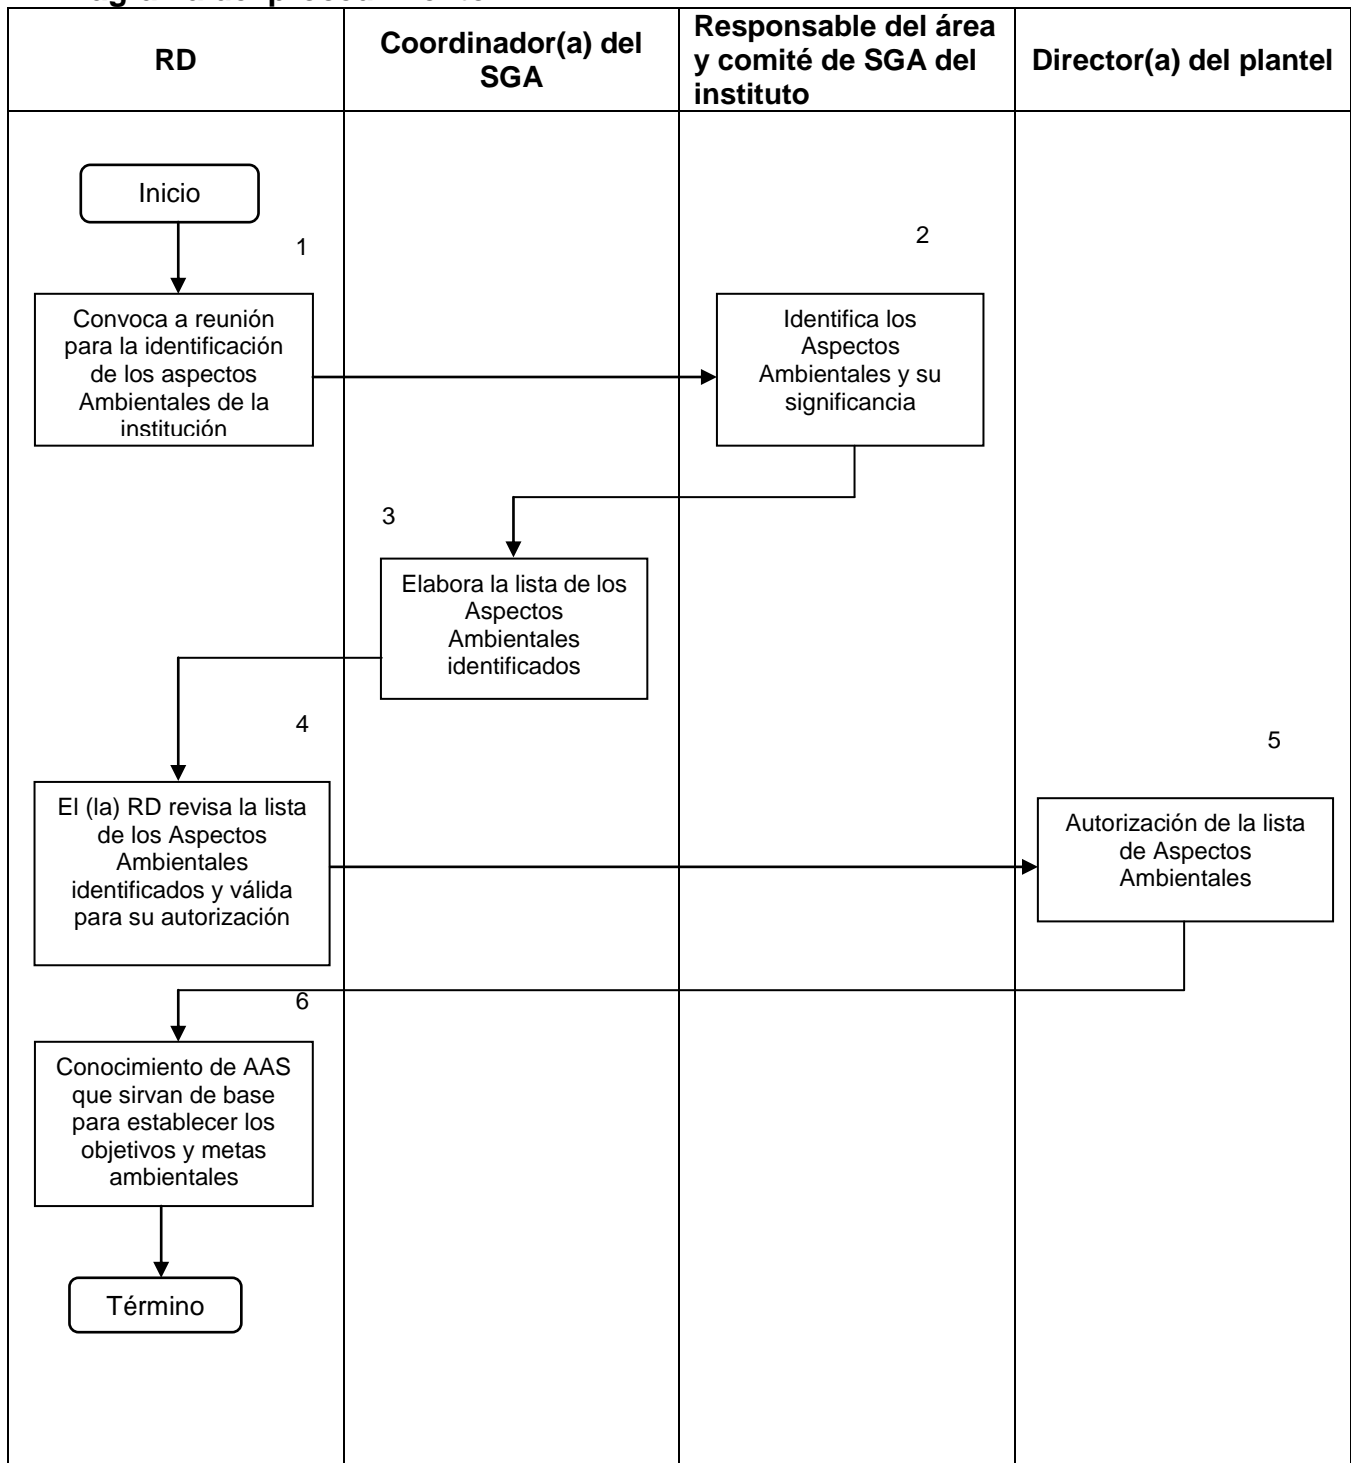 RD
Coordinador(a) del
SGA
Responsable del área
y comité de SGA del
instituto
Director(a) del plantel
Inicio
1
Convoca a reunión
para la identificación
de los aspectos
Ambientales de la
institución
2
Identifica los
Aspectos
Ambientales y su
significancia
3
Elabora la lista de los
Aspectos
Ambientales
identificados
4
El (la) RD revisa la lista
de los Aspectos
Ambientales
identificados y válida
para su autorización
5
Autorización de la lista
de Aspectos
Ambientales
6
Conocimiento de AAS
que sirvan de base
para establecer los
objetivos y metas
ambientales
Término